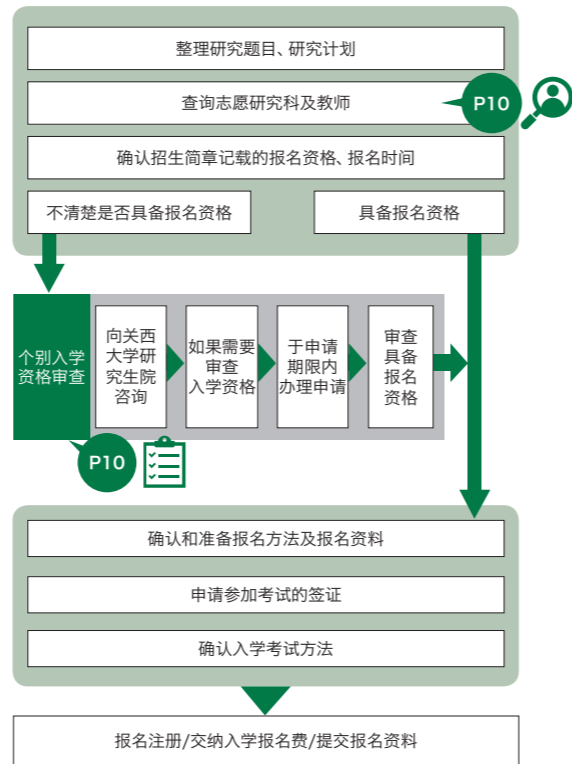 整理研究题目、研究计划
查询志愿研究科及教师
P10
确认招生简章记载的报名资格、报名时间
不清楚是否具备报名资格
具备报名资格
个别入学
资格审查
向关西
大学研
究生院
咨询
如果需要
审查
入学资格
于申请
期限内
办理申请
审查
具备
报名
资格
P10
确认和准备报名方法及报名资料
申请参加考试的签证
确认入学考试方法
报名注册/交纳入学报名费/提交报名资料